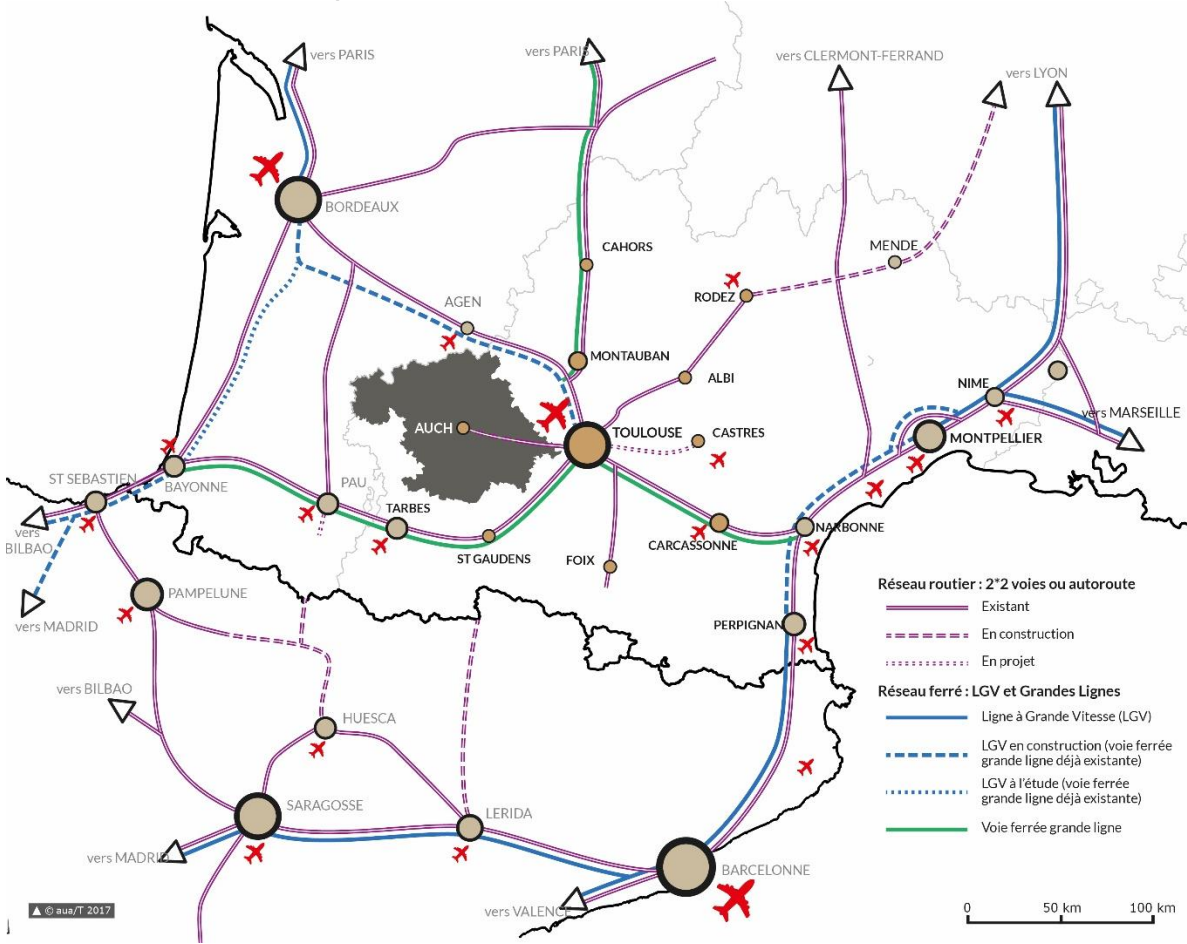 vers PARIS
vers PARIS
vers CLERMONT-FERRAND
vers LYON
BORDEAUX
CAHORS
MENDE
RODEZ
AGEN
MONTAUBAN
ALBI
NIME
AUCH
TOULOUSE
CASTRES
MONTPELLIER
vers MARSEILLE
ST SEBASTIEN
BAYONNE
PAU
TARBES
NARBONNE
vers
BILBAO
ST GAUDENS
CARCASSONNE
FOIX
PAMPELUNE
vers MADRID
PERPIGNAN
vers BILBAO
HUESCA
SARAGOSSE
LERIDA
vers MADRID
BARCELONNE
vers VALENCE
Réseau routier : 2*2 voies ou autoroute
Existant
En construction
En projet
Réseau ferré : LGV et Grandes Lignes
Ligne à Grande Vitesse (LGV)
LGV en construction (voie ferrée
grande ligne déjà existante)
LGV à l'étude (voie ferrée
grande ligne déjà existante)
Voie ferrée grande ligne
0 50 km 100 km
© aua/T 2017